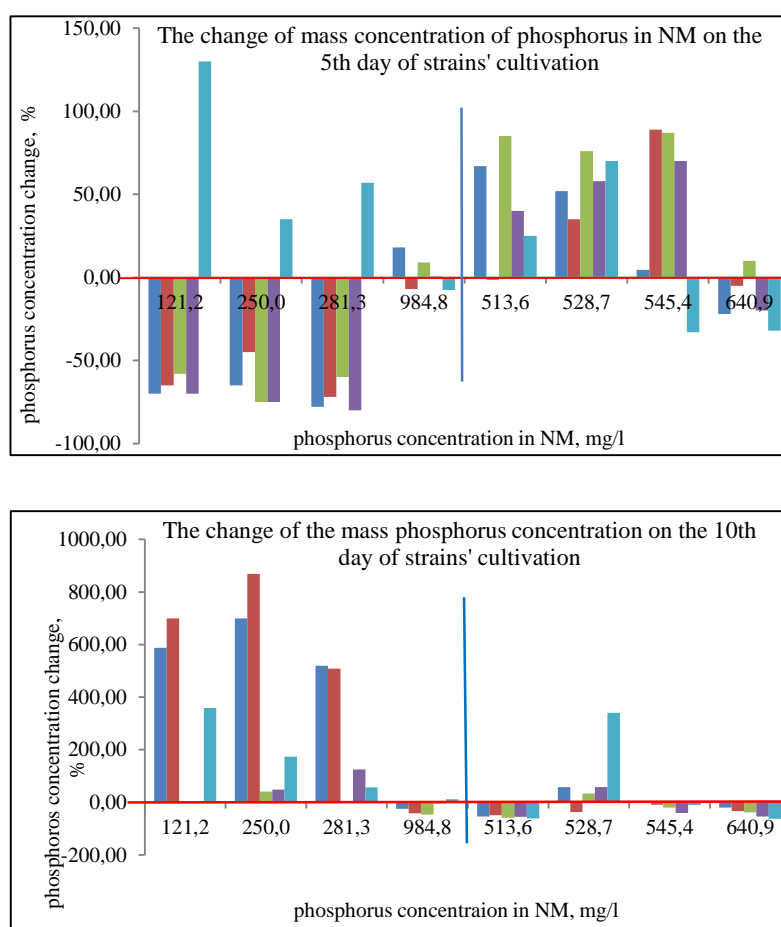 The change of mass concentration of phosphorus in NM on the
5th day of strains' cultivation
phosphorus concentration change, %
150,00
100,00
50,00
0,00
-50,00
-100,00
121,2 250,0 281,3 984,8 513,6 528,7 545,4 640,9
phosphorus concentration in NM, mg/l
The change of the mass phosphorus concentration on the 10th
day of strains' cultivation
phosphoros concentration change,
%
1000,00
800,00
600,00
400,00
200,00
0,00
-200,00
121,2 250,0 281,3 984,8 513,6 528,7 545,4 640,9
phosphorus concentraion in NM, mg/l